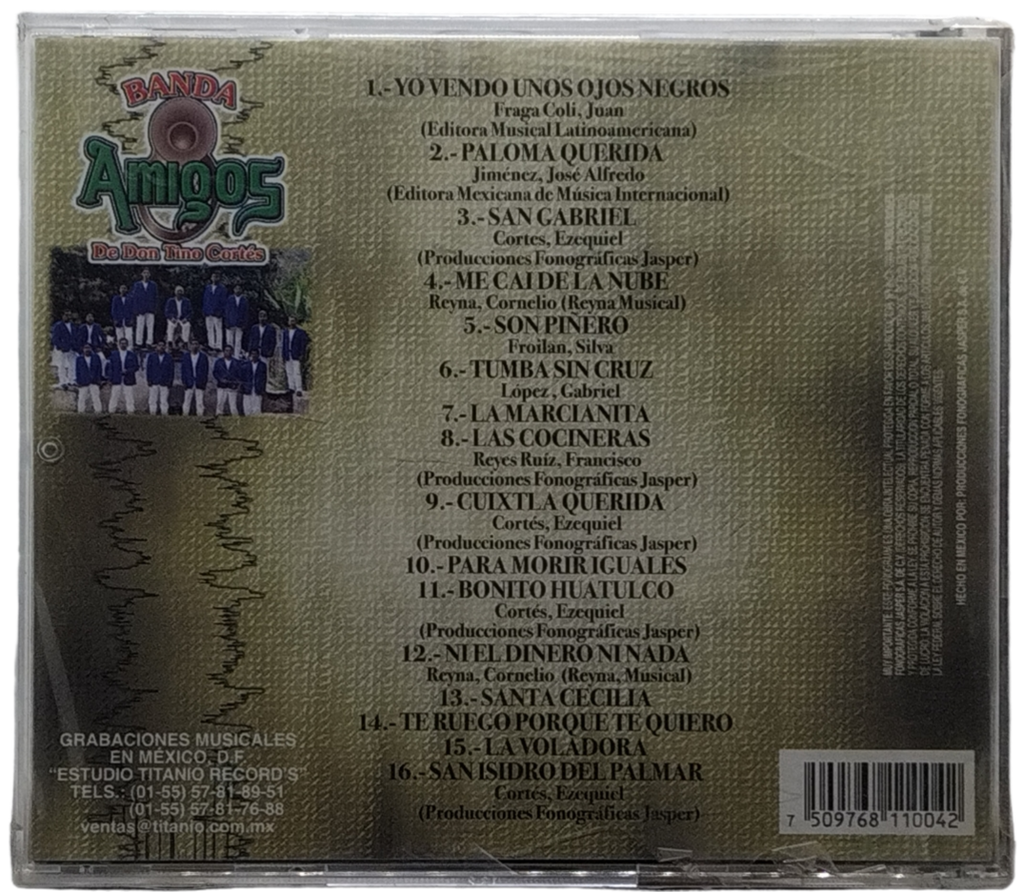 BANDA
Amigos
De Don Tino Cortés
1.- YO VENDO UNOS OJOS NEGROS
Fraga Coli, Juan
(Editora Musical Latinoamericana)
2.- PALOMA QUERIDA
Jiménez, José Alfredo
(Editora Mexicana de Música Internacional)
3.- SAN GABRIEL
Cortes, Ezequiel
(Producciones Fonográficas Jasper)
4.- ME CAI DE LA NUBE
Reyna, Cornelio (Reyna Musical)
5.- SON PIÑERO
Froilan, Silva
6.- TUMBA SIN CRUZ
López, Gabriel
7.- LA MARCIANITA
8.- LAS COCINERAS
Reyes Ruíz, Francisco
(Producciones Fonográficas Jasper)
9.- CUIXTLA QUERIDA
Cortés, Ezequiel
(Producciones Fonográficas Jasper)
10.- PARA MORIR IGUALES
11.- BONITO HUATULCO
Cortés, Ezequiel
(Producciones Fonográficas Jasper)
12.- NI EL DINERO NI NADA
Reyna, Cornelio (Reyna, Musical)
13.- SANTA CECILIA
14.- TE RUEGO PORQUE TE QUIERO
15.- LA VOLADORA
16.- SAN ISIDRO DEL PALMAR
Cortes, Ezequiel
(Producciones Fonográficas Jasper)
GRABACIONES MUSICALES
EN MÉXICO, D.F.
"ESTUDIO TITANIO RECORD'S"
TELS.: (01-55) 57-81-89-51
(01-55) 57-81-76-88
ventas@titanio.com.mx
HECHO EN MÉXICO POR PRODUCCIONES FONOGRÁFICAS JASPER S.A. de C.V.
7 509768 110042